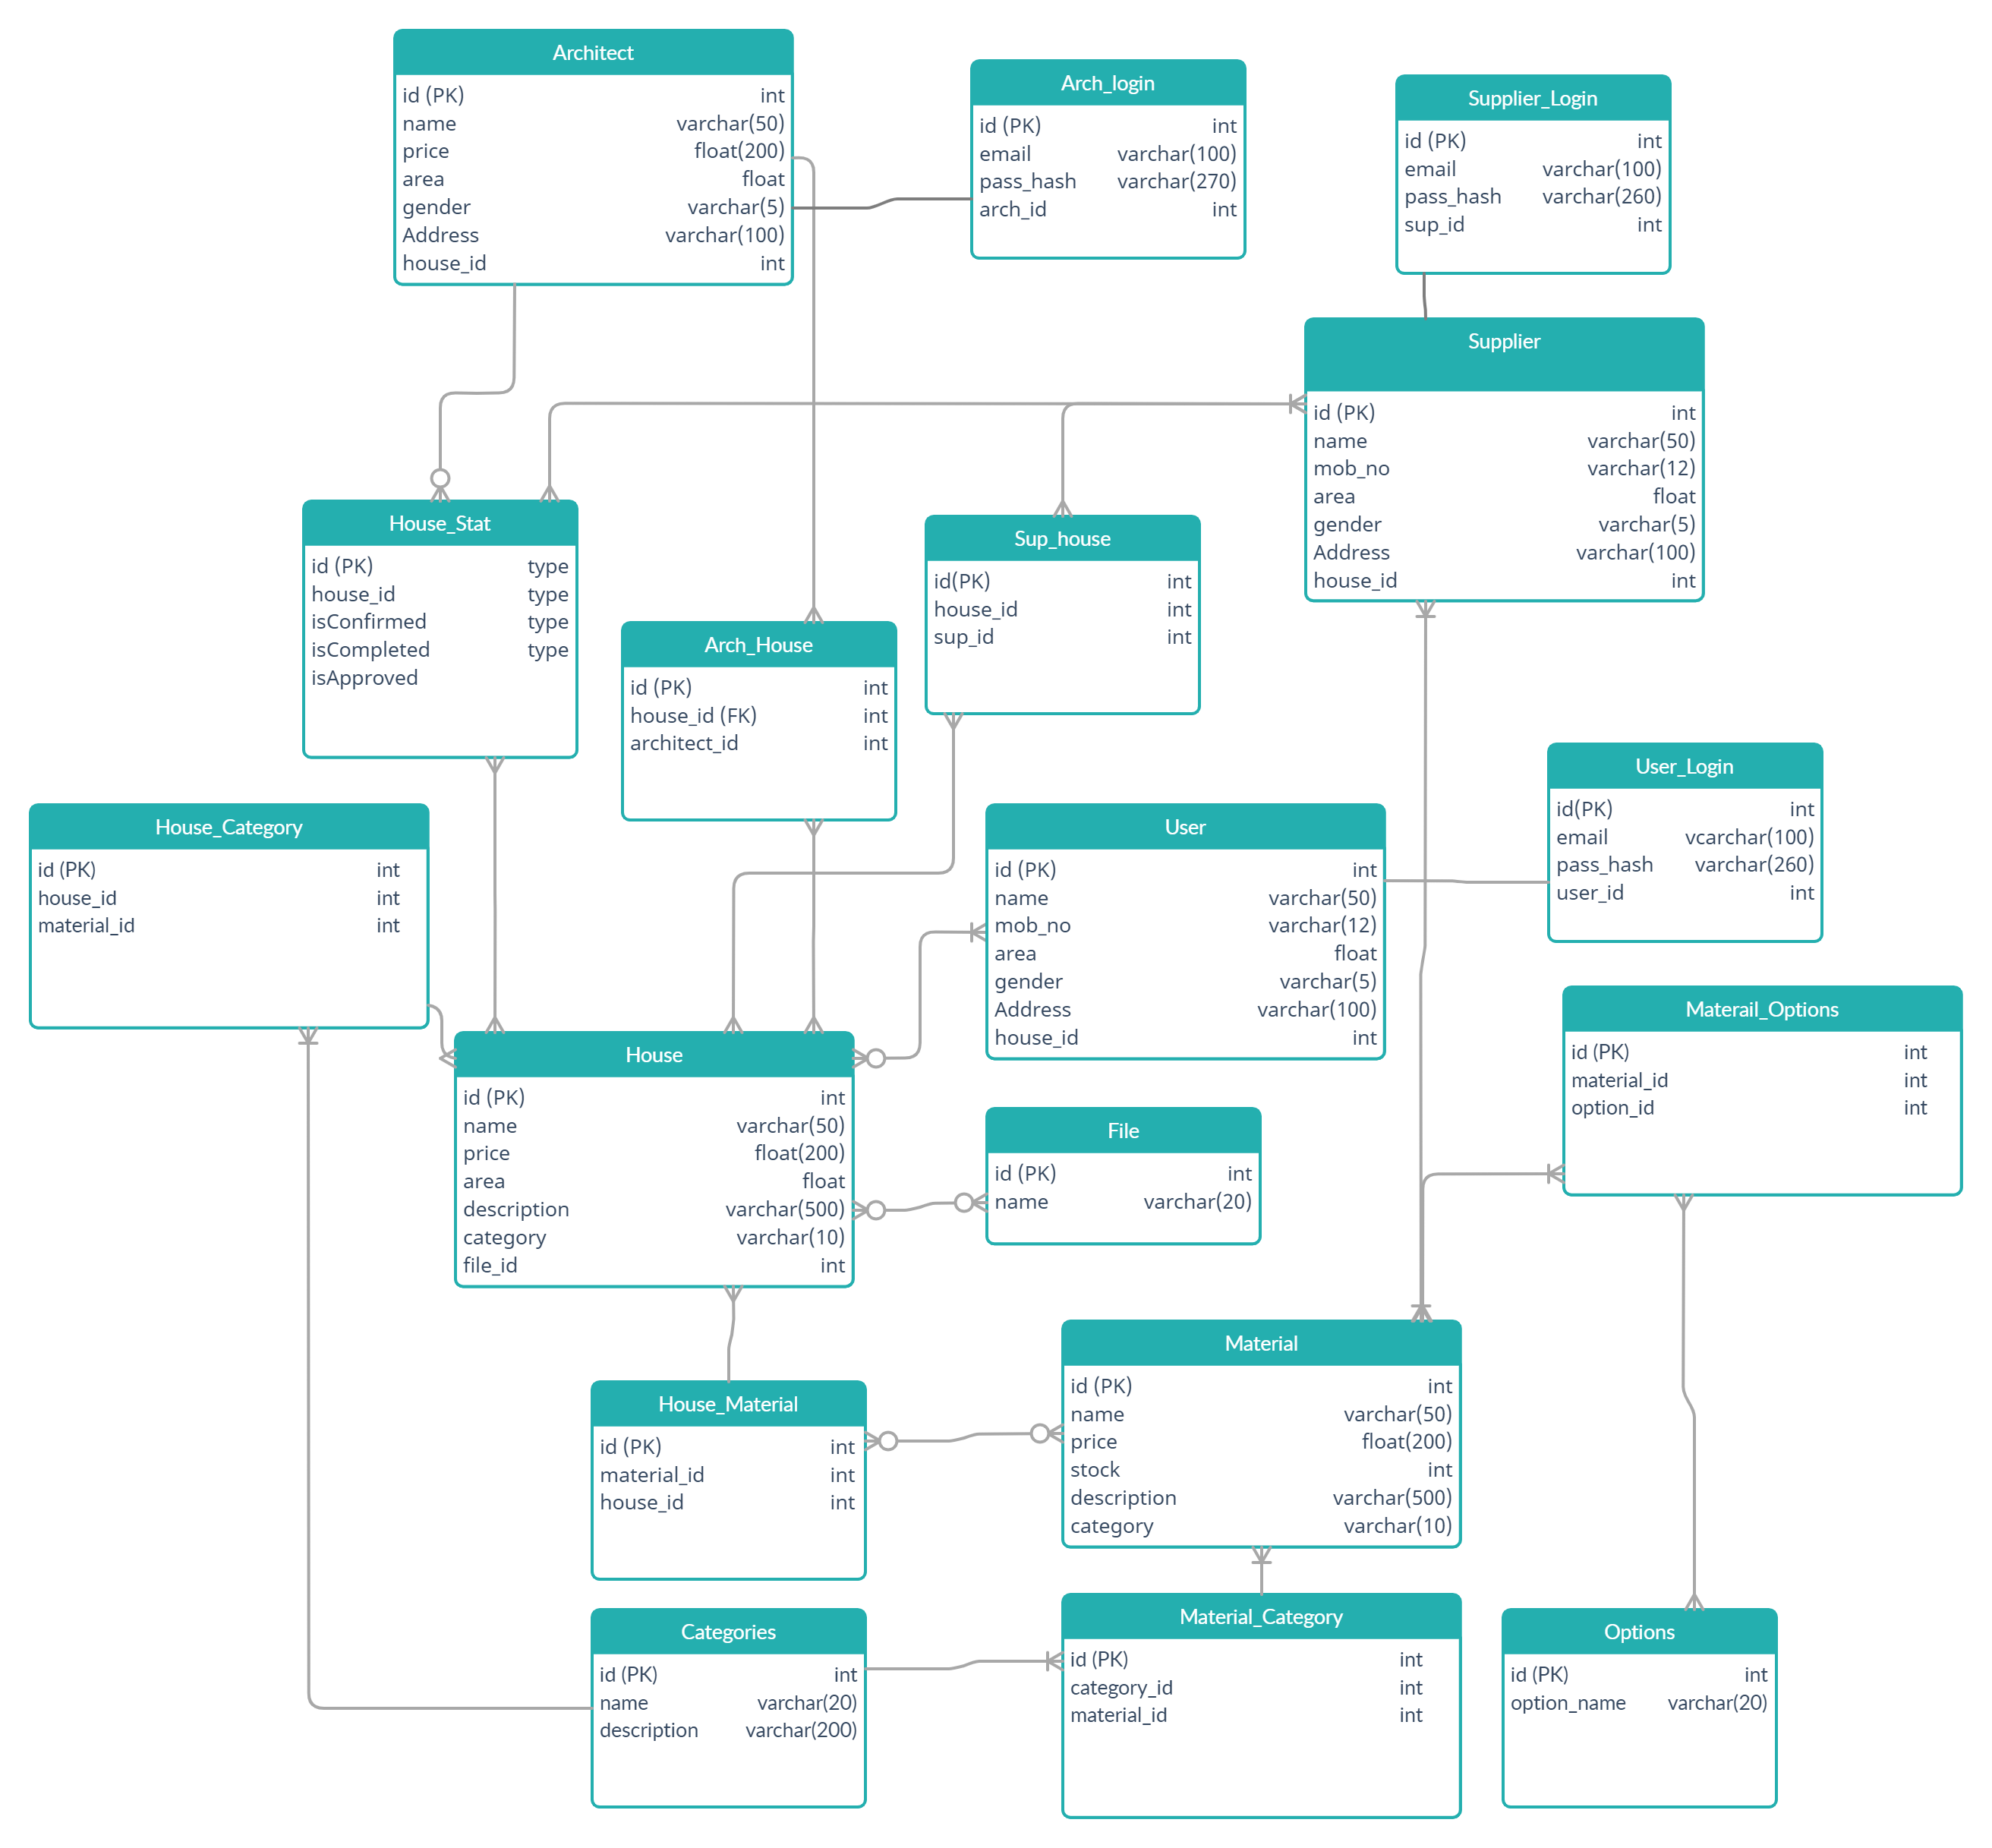 Architect
id (PK) int
name varchar(50)
price float(200)
area float
gender varchar(5)
Address varchar(100)
house_id int
Arch_login
id (PK) int
email varchar(100)
pass_hash varchar(270)
arch_id int
Supplier_Login
id (PK) int
email varchar(100)
pass_hash varchar(260)
sup_id int
Supplier
id (PK) int
name varchar(50)
mob_no varchar(12)
area float
gender varchar(5)
Address varchar(100)
house_id int
House_Stat
id (PK) type
house_id type
isConfirmed type
isCompleted type
isApproved
Sup_house
id(PK) int
house_id int
sup_id int
Arch_House
id (PK) int
house_id (FK) int
architect_id int
User_Login
id(PK) int
email vcarchar(100)
pass_hash varchar(260)
user_id int
House_Category
id (PK) int
house_id int
material_id int
User
id (PK) int
name varchar(50)
mob_no varchar(12)
area float
gender varchar(5)
Address varchar(100)
house_id int
Materail_Options
id (PK) int
material_id int
option_id int
House
id (PK) int
name varchar(50)
price float(200)
area float
description varchar(500)
category varchar(10)
file_id int
File
id (PK) int
name varchar(20)
Material
id (PK) int
name varchar(50)
price float(200)
stock int
description varchar(500)
category varchar(10)
House_Material
id (PK) int
material_id int
house_id int
Categories
id (PK) int
name varchar(20)
description varchar(200)
Material_Category
id (PK) int
category_id int
material_id int
Options
id (PK) int
option_name varchar(20)